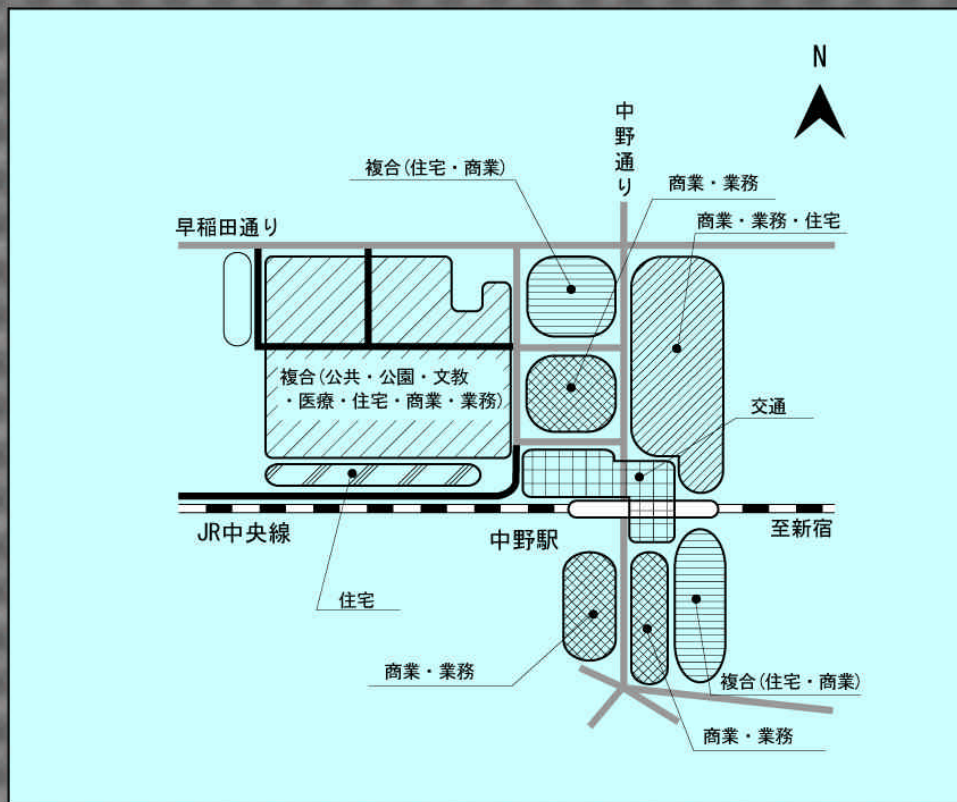 N
中野通り
複合(住宅・商業)
商業・業務
商業・業務・住宅
早稲田通り
複合(公共・公園・文教
・医療・住宅・商業・業務)
交通
JR中央線
中野駅
至新宿
住宅
商業・業務
複合(住宅・商業)
商業・業務